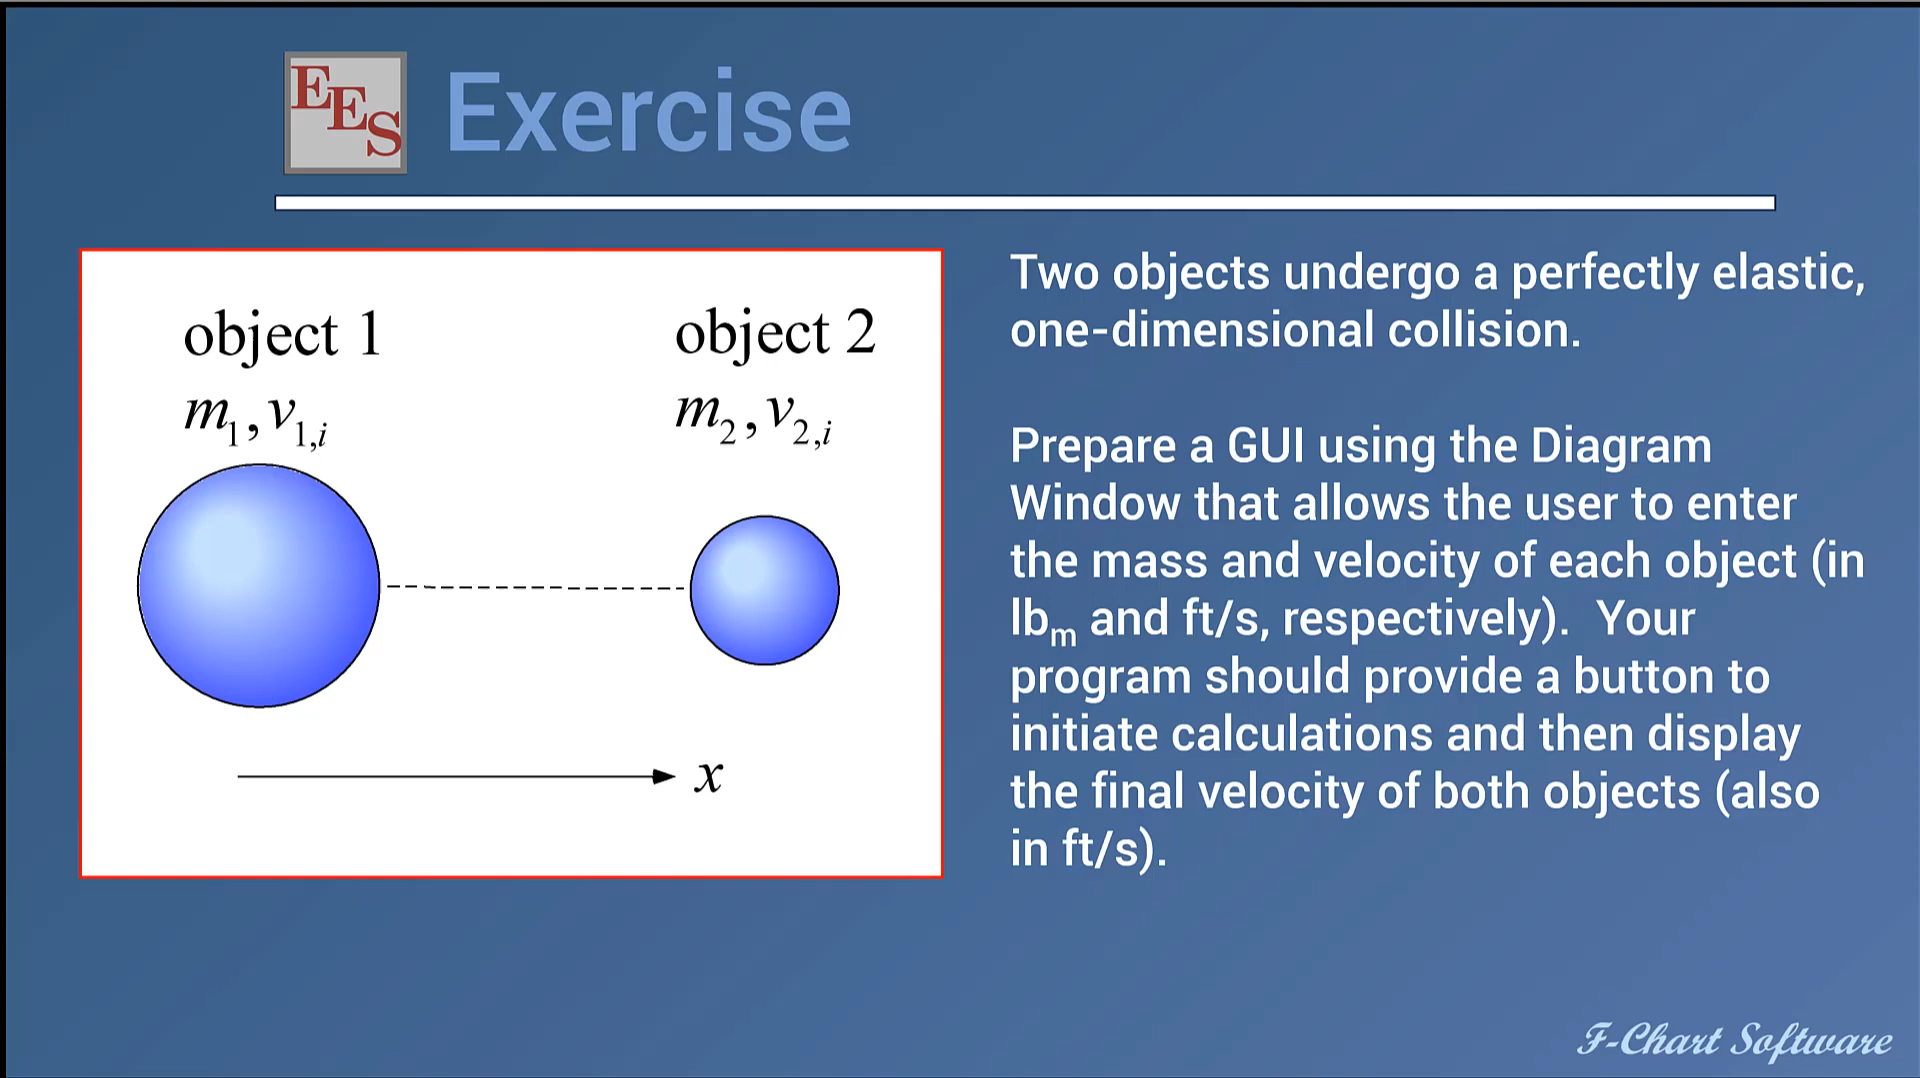 EES
Exercise
object 1
m₁, v₁,ᵢ
object 2
m₂, v₂,ᵢ
x
Two objects undergo a perfectly elastic,
one-dimensional collision.
Prepare a GUI using the Diagram
Window that allows the user to enter
the mass and velocity of each object (in
lbₘ and ft/s, respectively). Your
program should provide a button to
initiate calculations and then display
the final velocity of both objects (also
in ft/s).
F-Chart Software